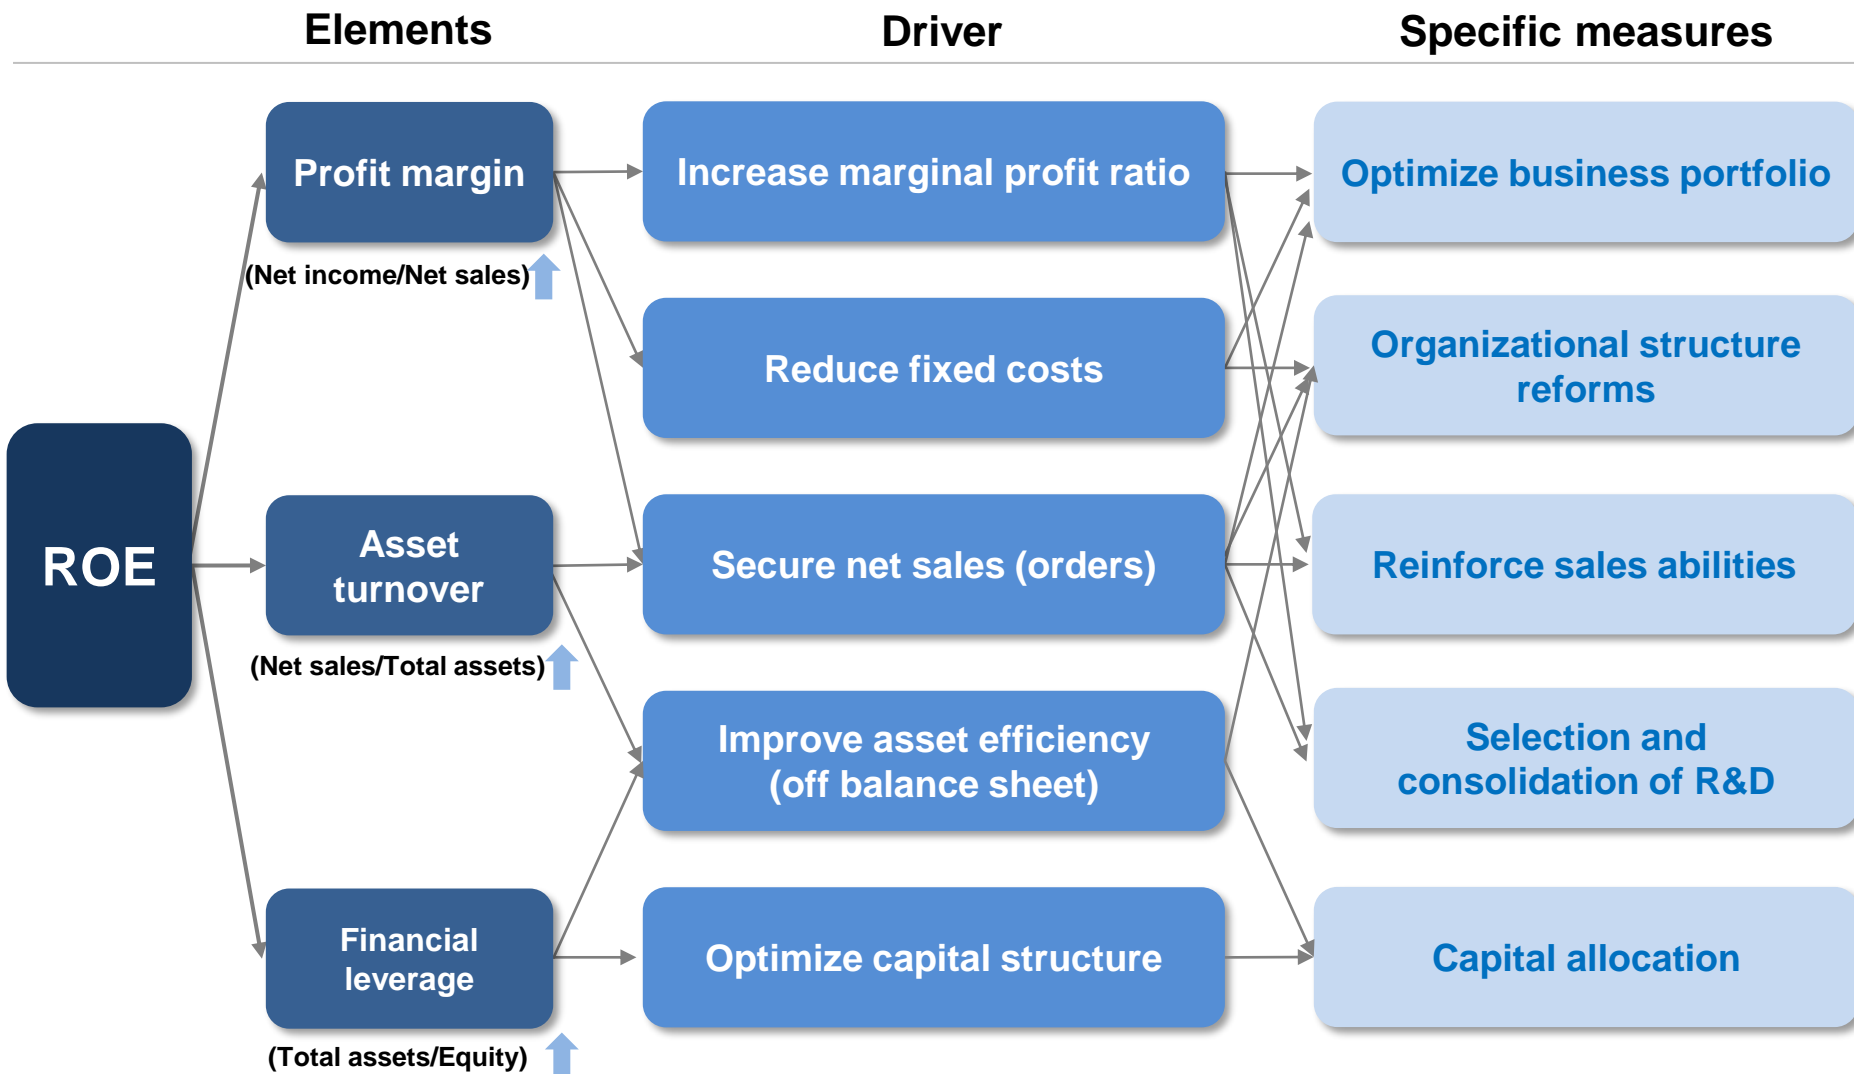 Elements
Driver
Specific measures
ROE
Profit margin
(Net income/Net sales)
Asset
turnover
(Net sales/Total assets)
Financial
leverage
(Total assets/Equity)
Increase marginal profit ratio
Reduce fixed costs
Secure net sales (orders)
Improve asset efficiency
(off balance sheet)
Optimize capital structure
Optimize business portfolio
Organizational structure
reforms
Reinforce sales abilities
Selection and
consolidation of R&D
Capital allocation